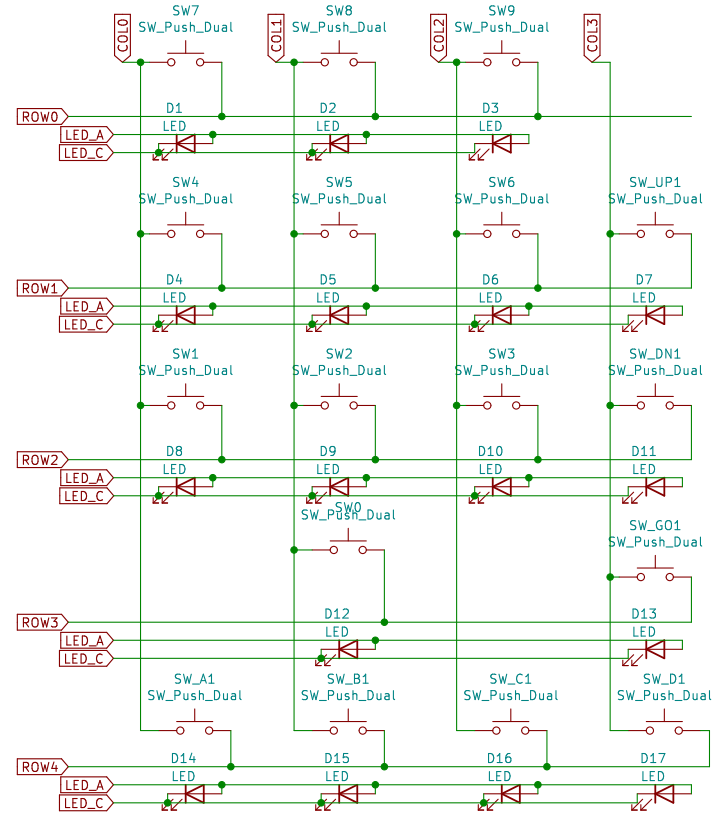 COL0 COL1 COL2 COL3
SW7 SW8 SW9
SW_Push_Dual SW_Push_Dual SW_Push_Dual
ROW0
D1 D2 D3
LED LED LED
LED_A
LED_C
SW4 SW5 SW6 SW_UP1
SW_Push_Dual SW_Push_Dual SW_Push_Dual SW_Push_Dual
ROW1
D4 D5 D6 D7
LED LED LED LED
LED_A
LED_C
SW1 SW2 SW3 SW_DN1
SW_Push_Dual SW_Push_Dual SW_Push_Dual SW_Push_Dual
ROW2
D8 D9 D10 D11
LED LED LED LED
LED_A
LED_C
SW0
SW_Push_Dual
SW_GO1
SW_Push_Dual
ROW3
D12 D13
LED LED
LED_A
LED_C
SW_A1 SW_B1 SW_C1 SW_D1
SW_Push_Dual SW_Push_Dual SW_Push_Dual SW_Push_Dual
ROW4
D14 D15 D16 D17
LED LED LED LED
LED_A
LED_C